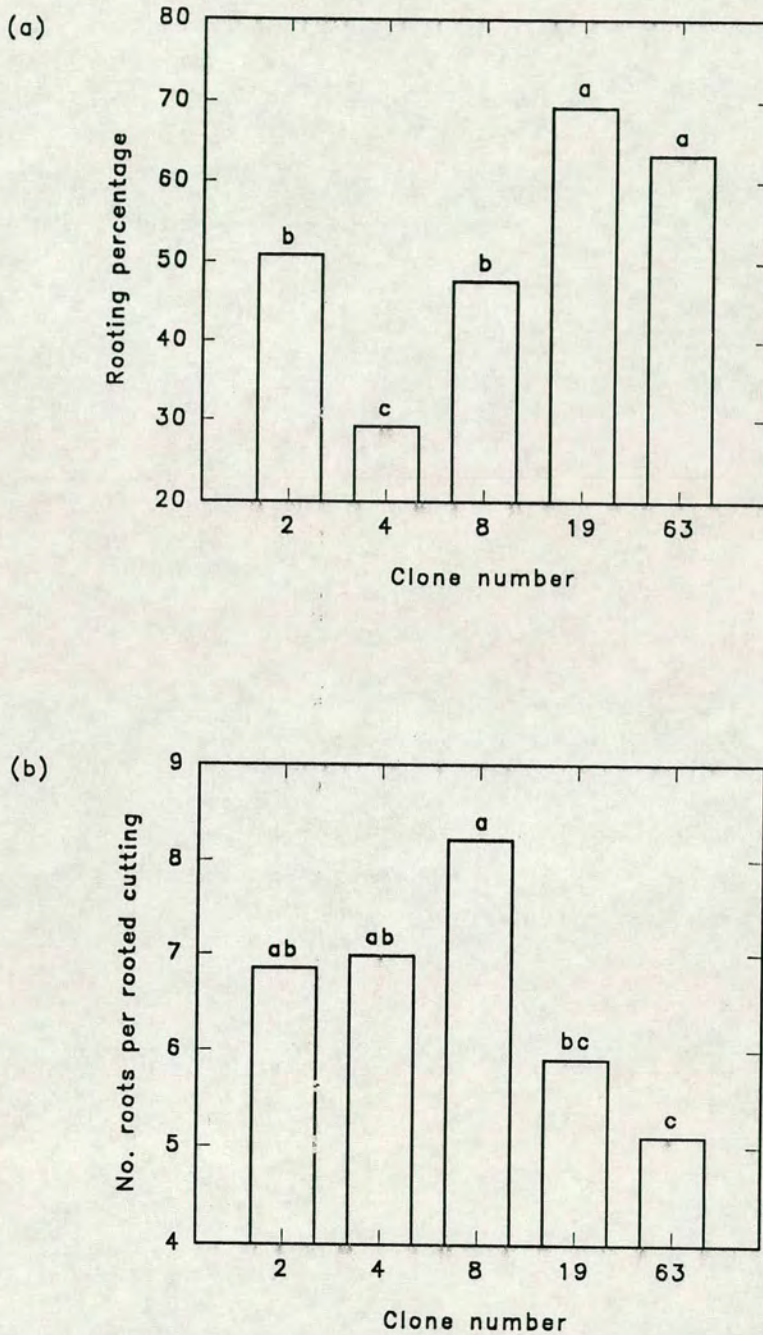 (a)
Rooting percentage
80
70
60
50
40
30
20
b
c
b
a
a
2 4 8 19 63
Clone number
(b)
No. roots per rooted cutting
9
8
7
6
5
4
ab
ab
a
bc
c
2 4 8 19 63
Clone number